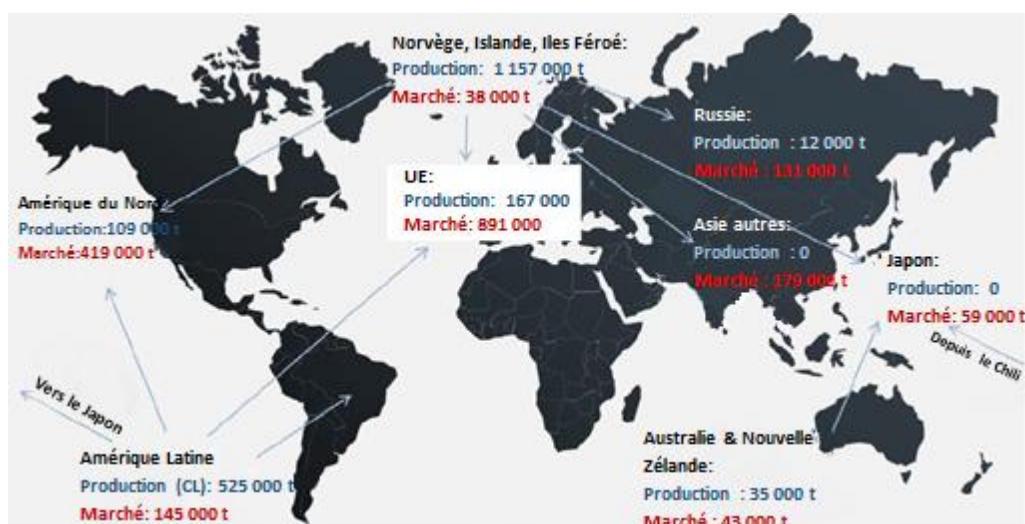 Norvège, Islande, Iles Féroé:
Production: 1 157 000 t
Marché: 38 000 t
Russie:
Production : 12 000 t
Marché : 131 000 t
UE:
Production: 167 000
Marché: 891 000
Amérique du Nord
Production:109 000 t
Marché:419 000 t
Asie autres:
Production : 0
Marché : 179 000 t
Japon:
Production: 0
Marché: 59 000 t
Depuis le Chili
Vers le Japon
Amérique Latine
Production (CL): 525 000 t
Marché: 145 000 t
Australie & Nouvelle
Zélande:
Production : 35 000 t
Marché : 43 000 t